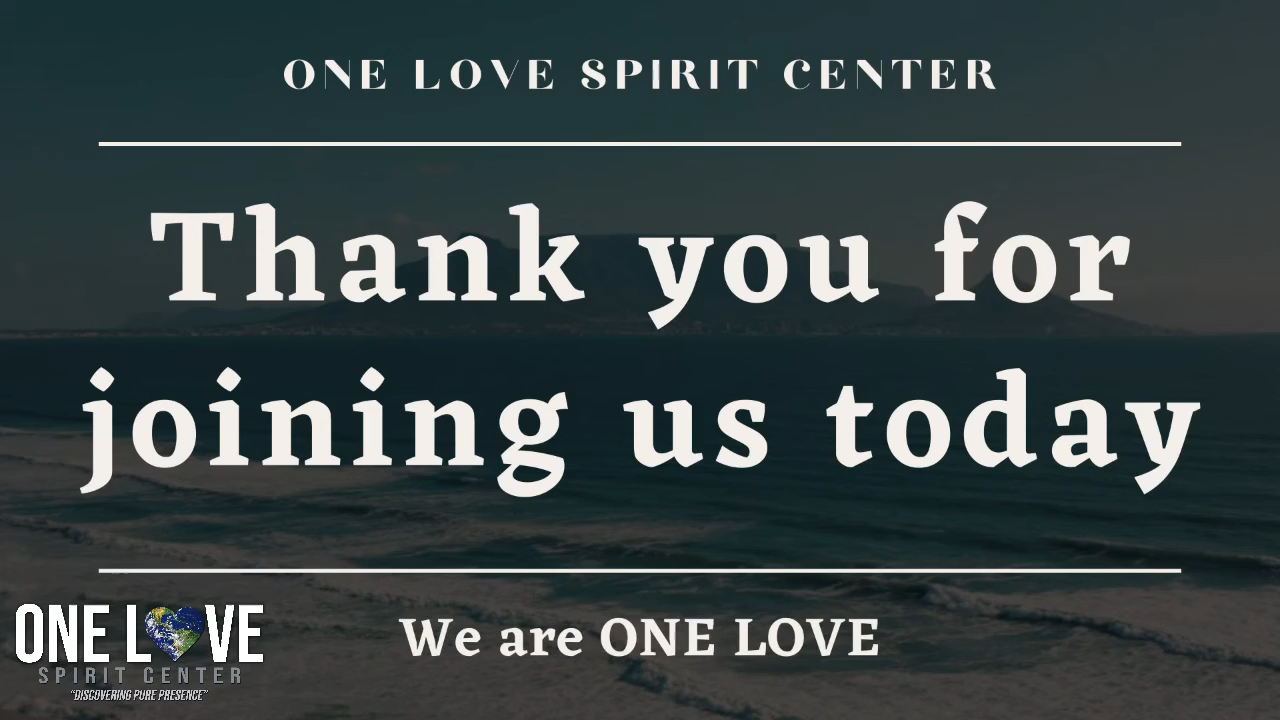 ONE LOVE SPIRIT CENTER
Thank you for
joining us today
We are ONE LOVE
ONE LOVE
SPIRIT CENTER
"DISCOVERING PURE PRESENCE"